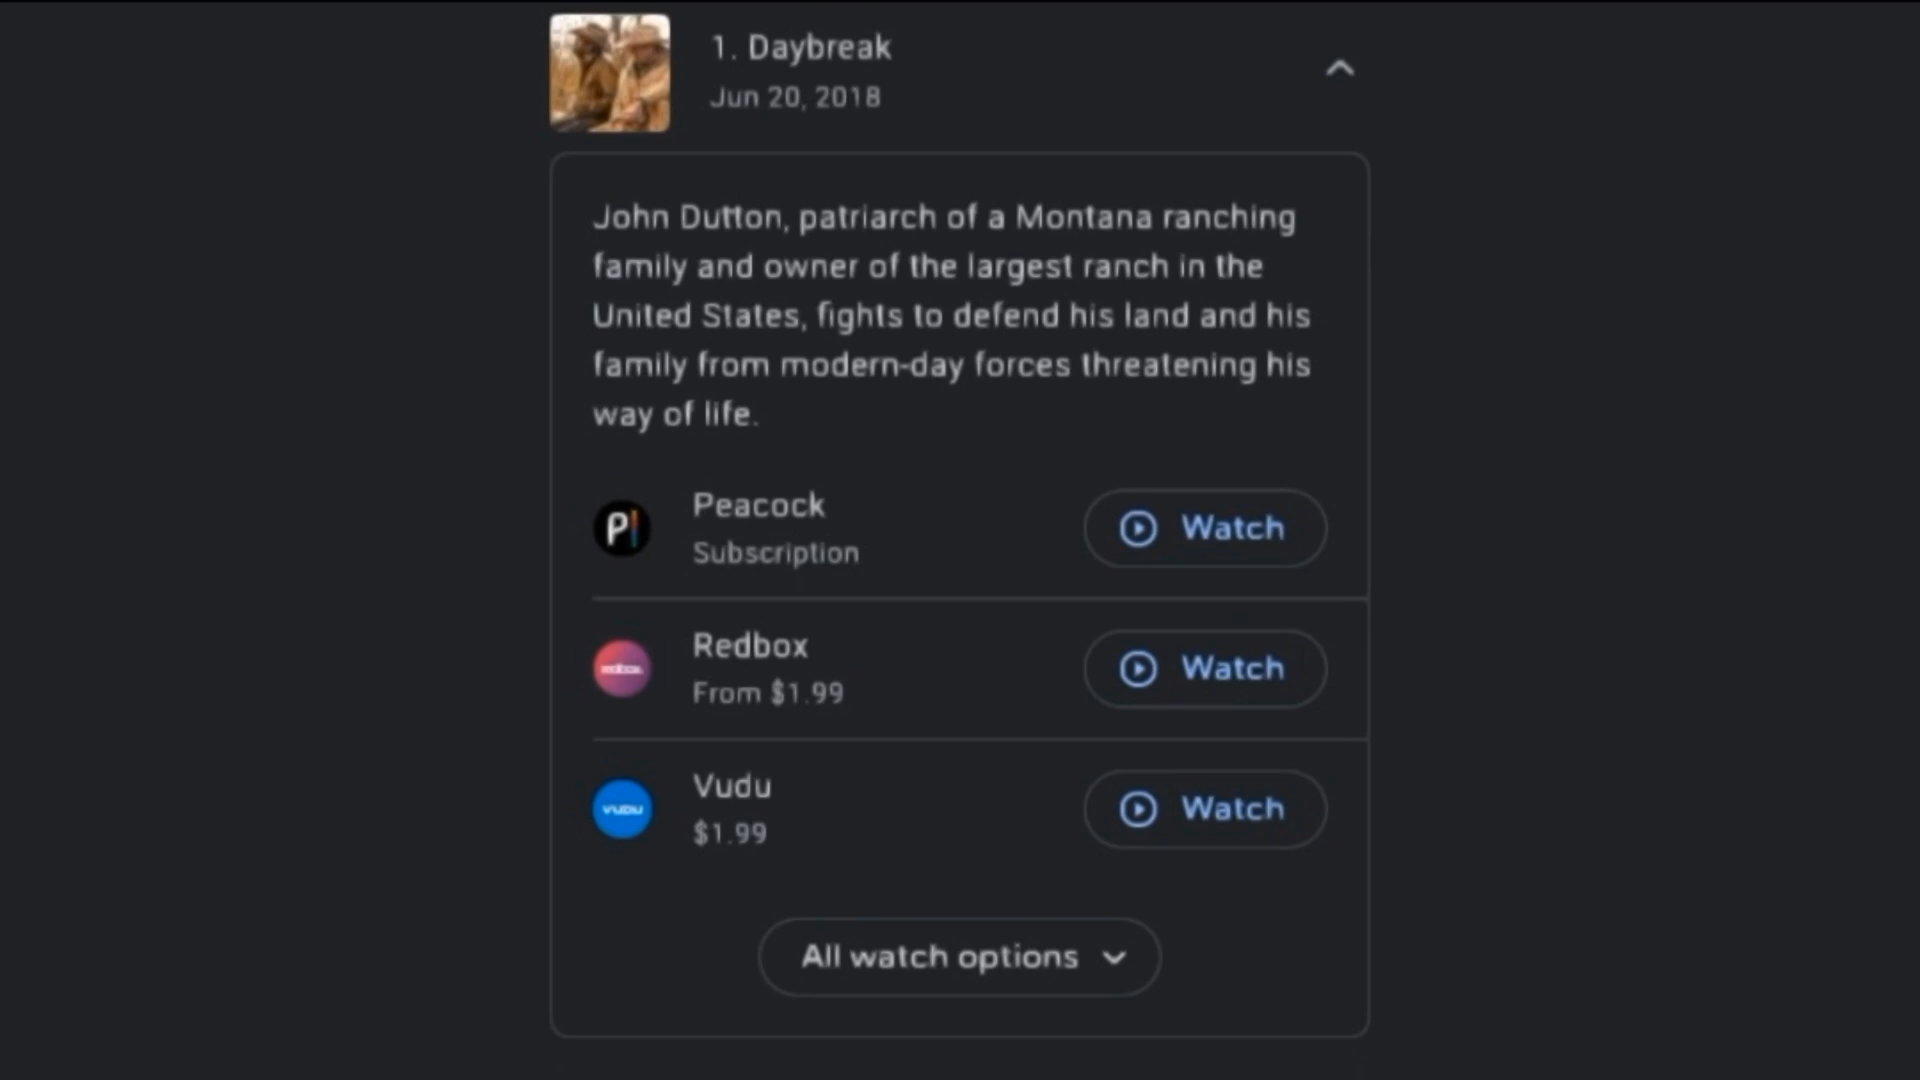 1. Daybreak
Jun 20, 2018
John Dutton, patriarch of a Montana ranching
family and owner of the largest ranch in the
United States, fights to defend his land and his
family from modern-day forces threatening his
way of life.
P
Peacock
Subscription
Watch
redbox.
Redbox
From $1.99
Watch
VUDU
Vudu
$1.99
Watch
All watch options